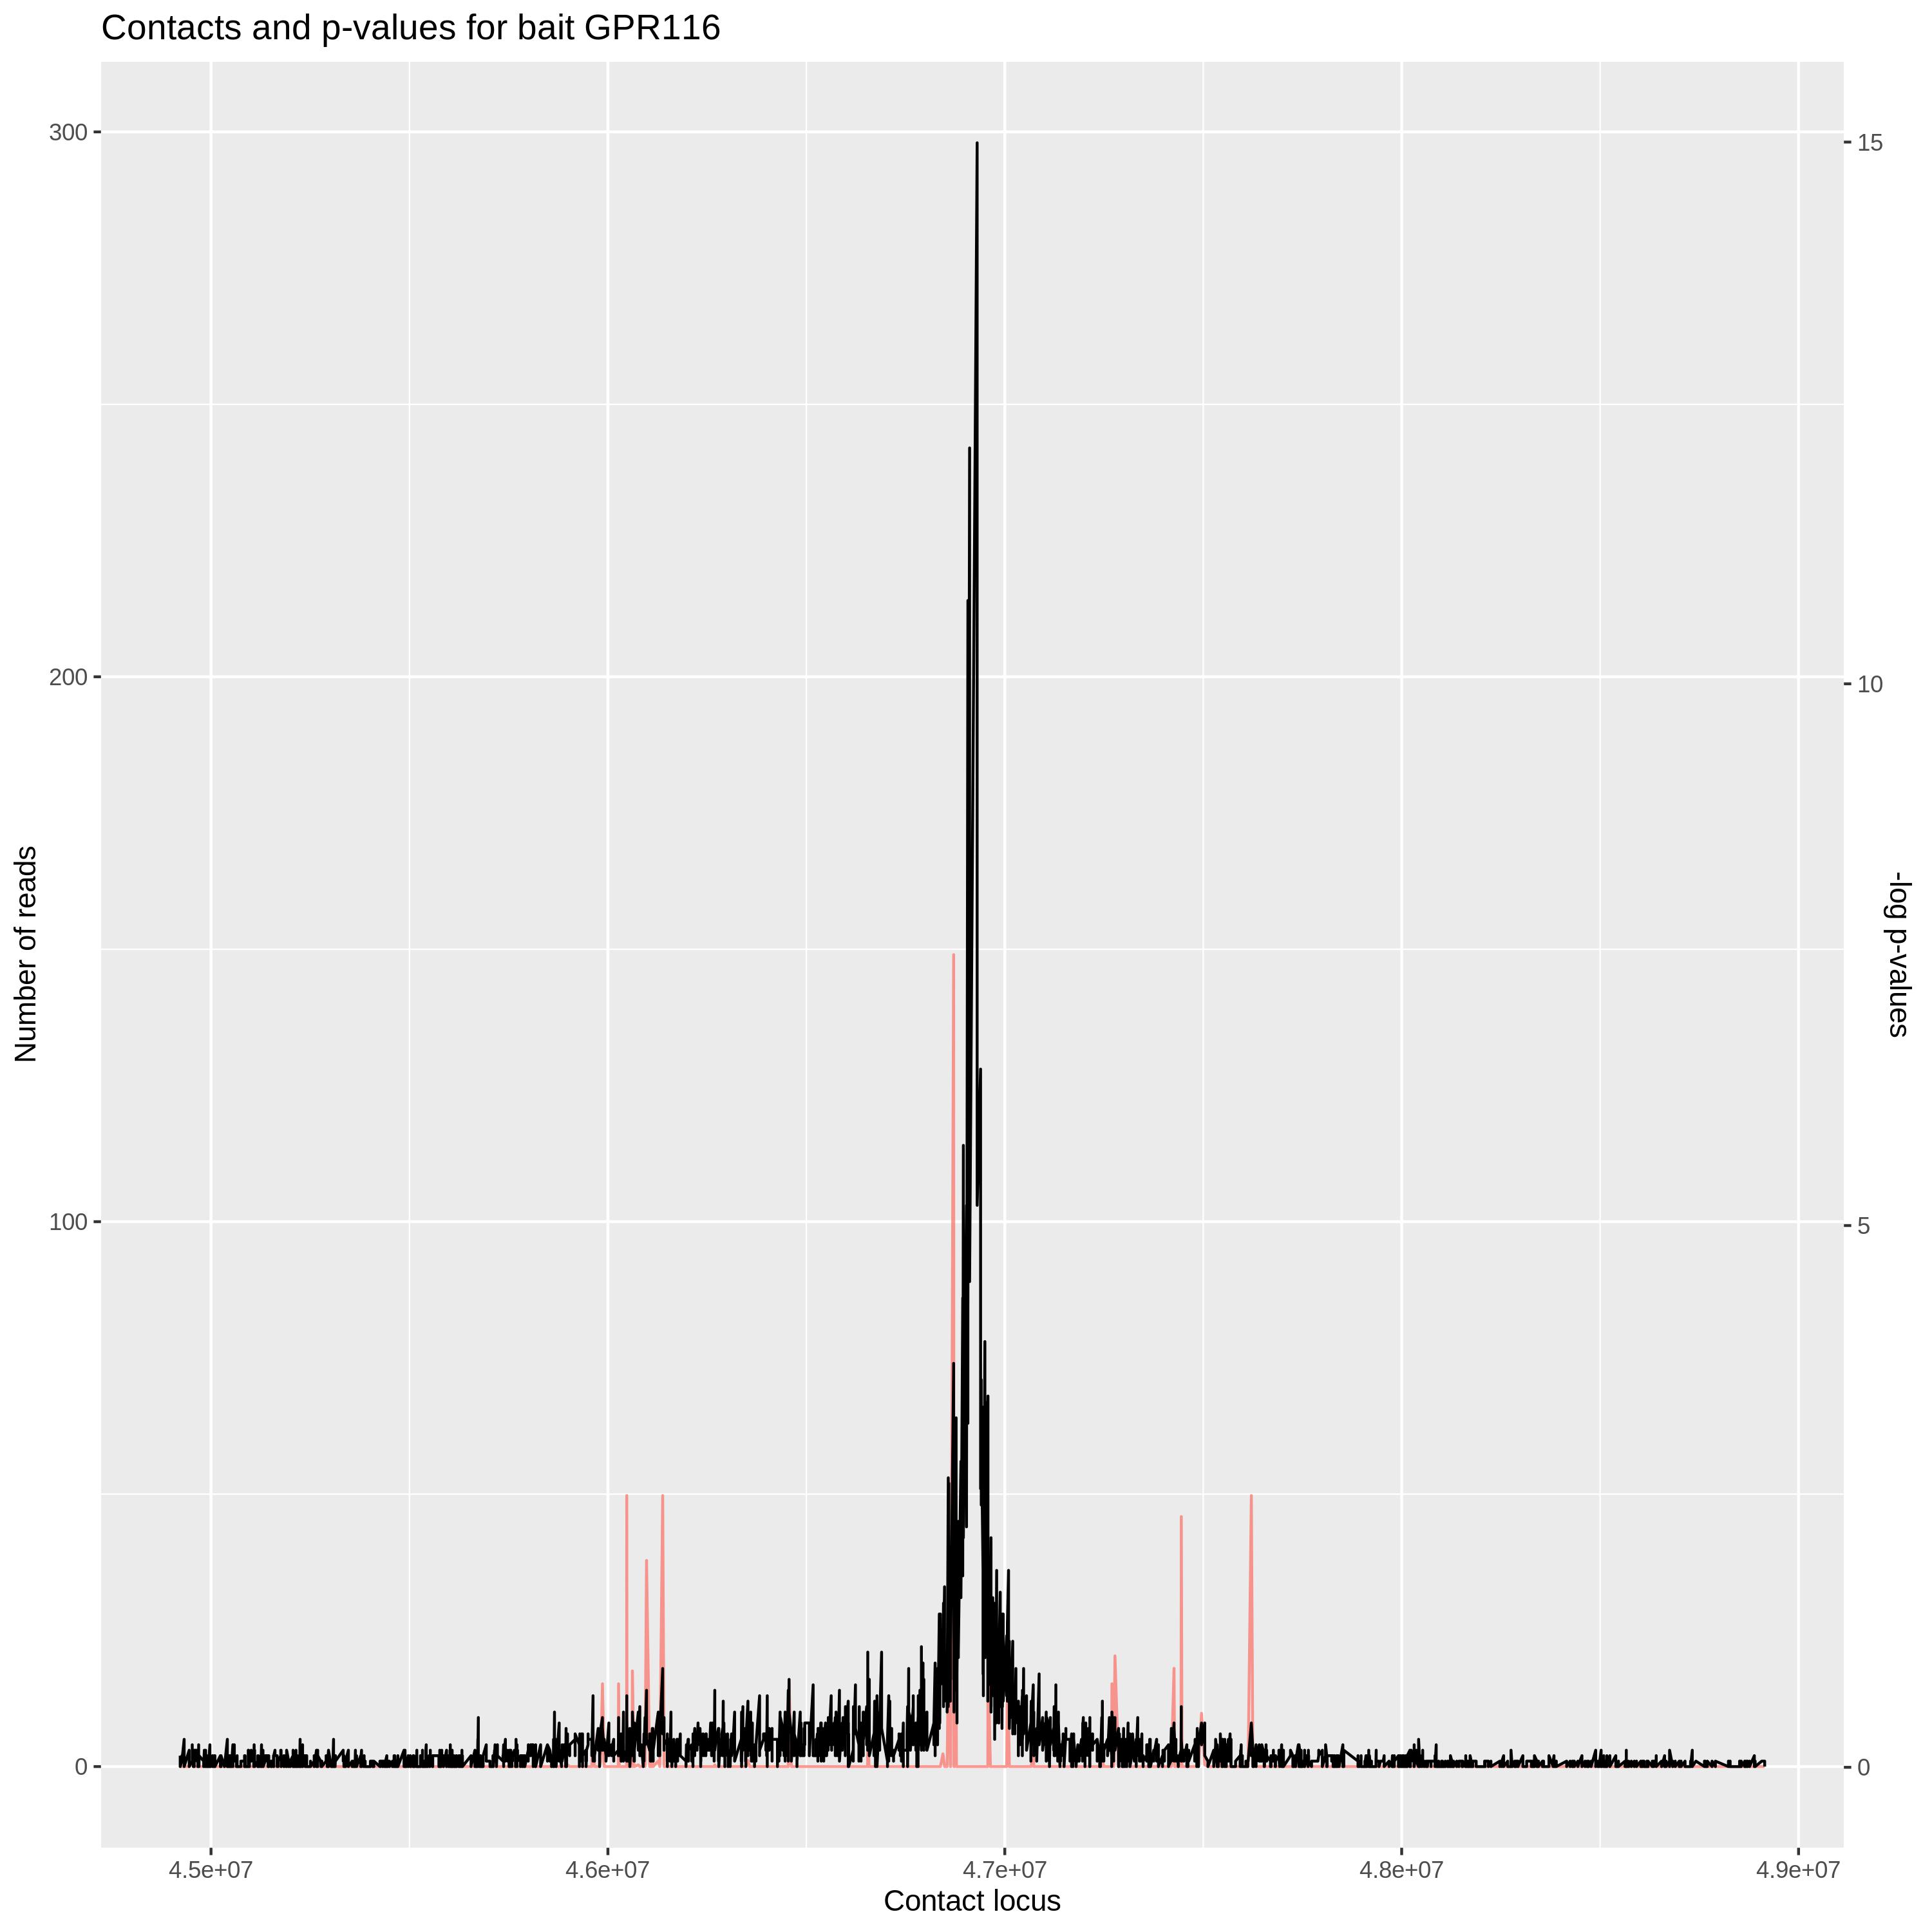 Contacts and p-values for bait GPR116
300
200
100
0
15
10
5
0
Number of reads
-log p-values
4.5e+07
4.6e+07
4.7e+07
4.8e+07
4.9e+07
Contact locus